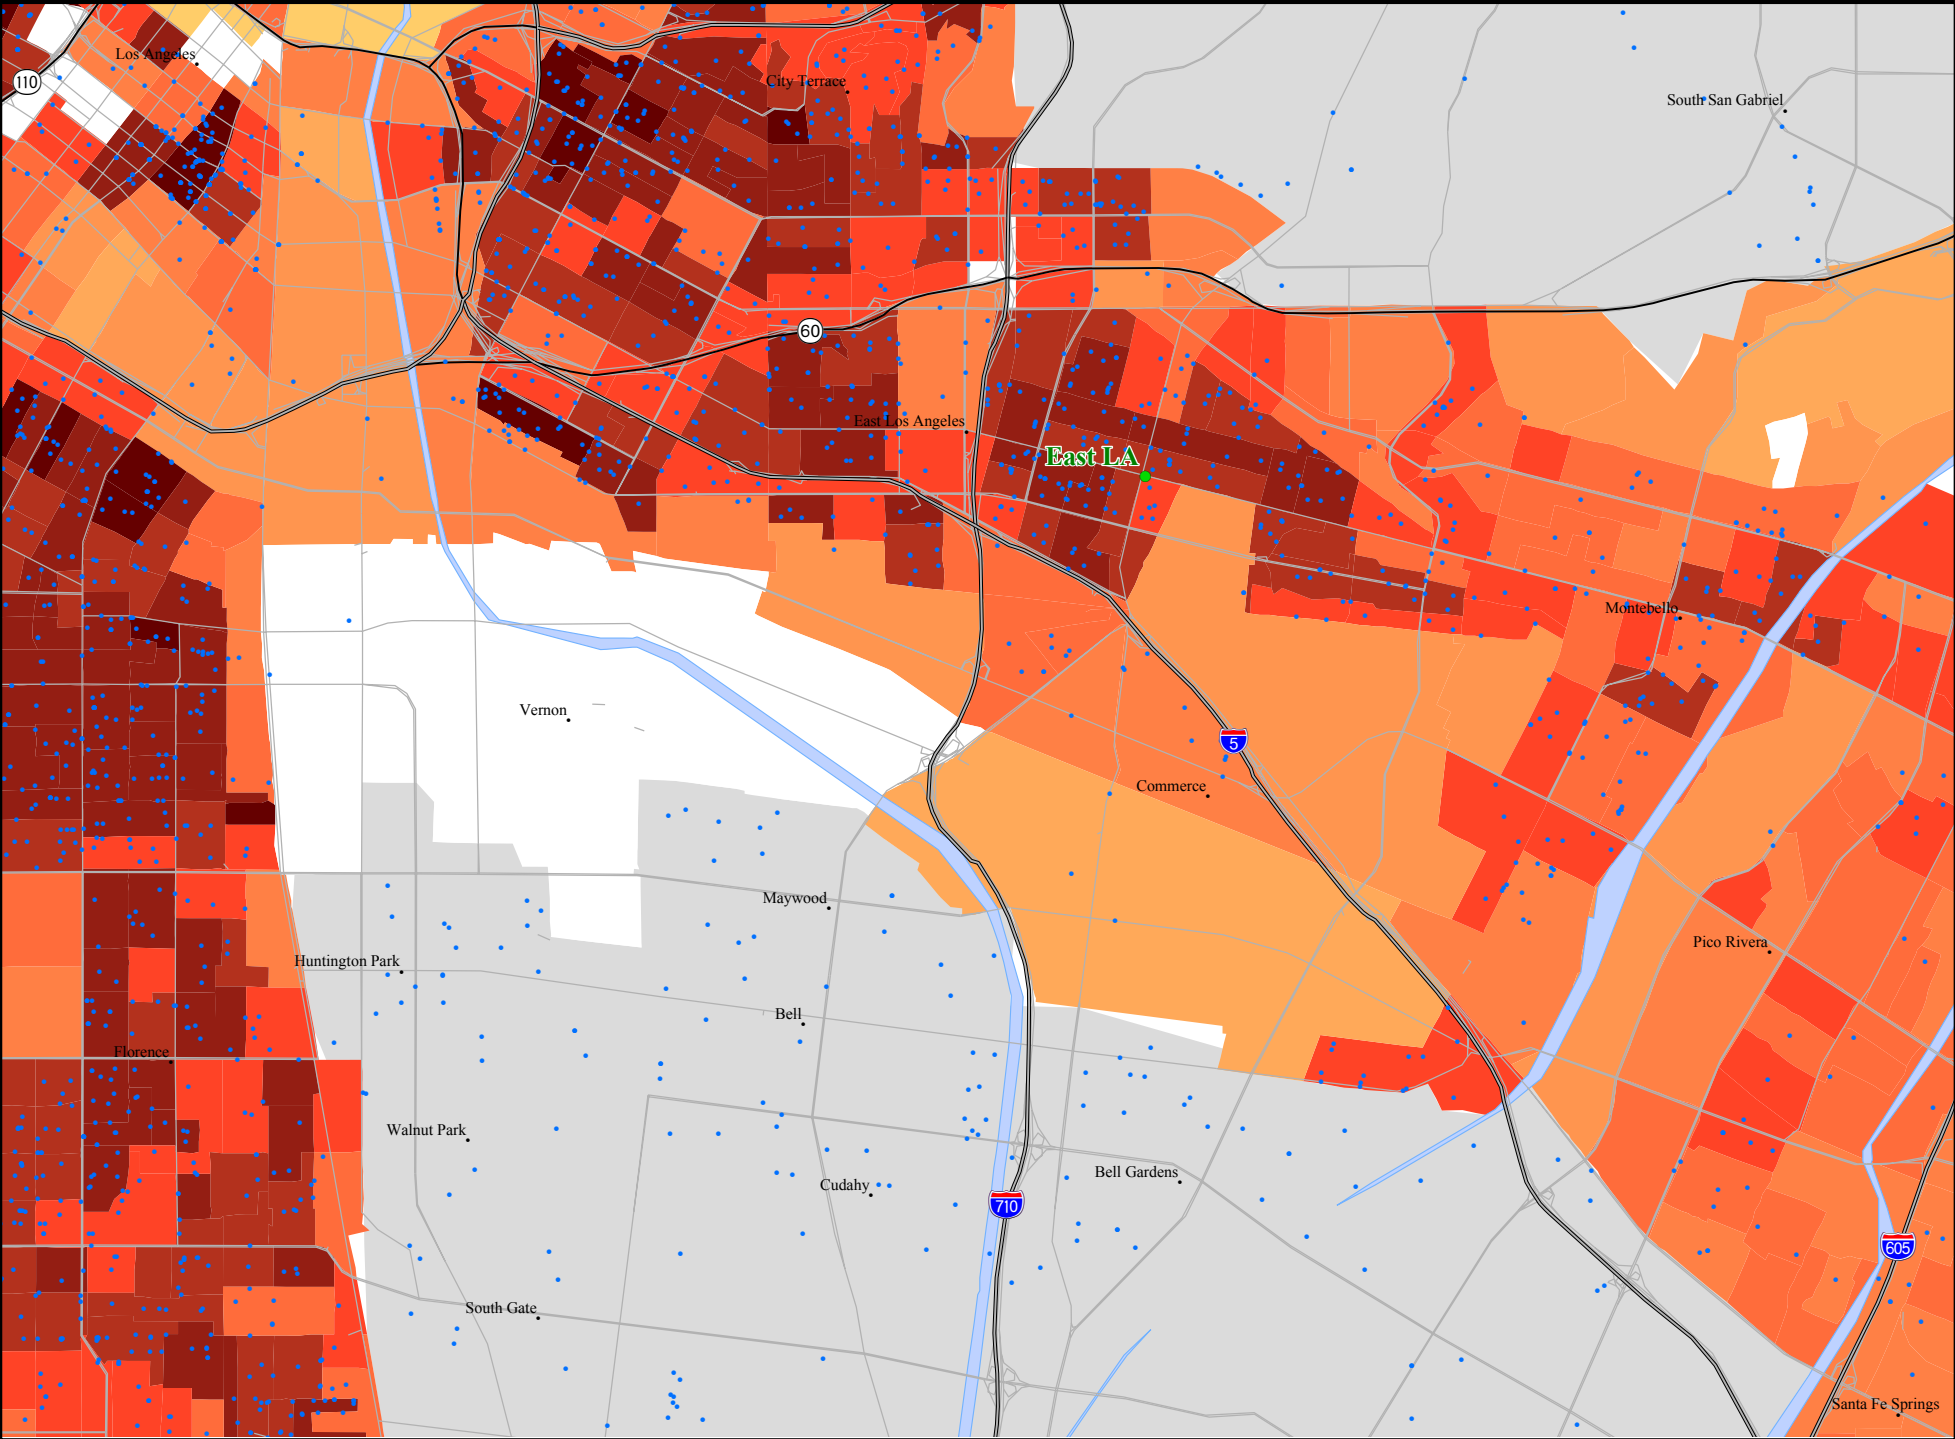 Los Angeles
110
City Terrace
South San Gabriel
60
East Los Angeles
East LA
Montebello
Vernon
5
Commerce
Maywood
Pico Rivera
Huntington Park
Bell
Florence
Walnut Park
Bell Gardens
Cudahy
710
605
South Gate
Santa Fe Springs